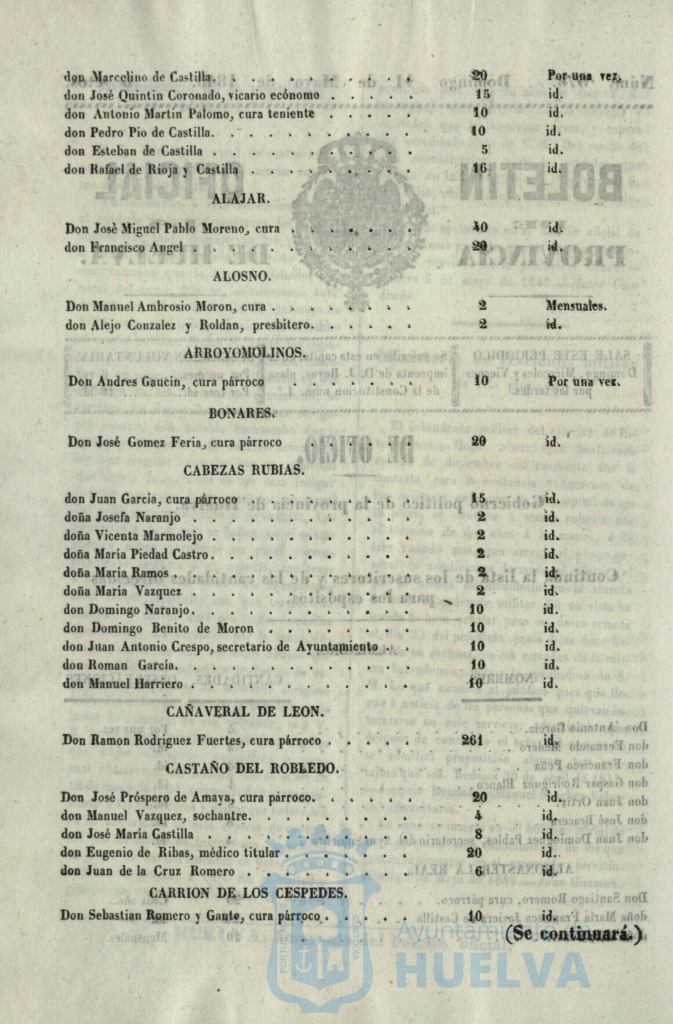 don Marcelino de Castilla. . . . . . . . . . . 20 Por una vez.
don José Quintin Coronado, vicario ecónomo . . . . . 15 id.
don Antonio Martin Palomo, cura teniente . . . . . 10 id.
don Pedro Pio de Castilla. . . . . . . . . . . 10 id.
don Esteban de Castilla . . . . . . . . . . . 5 id.
don Rafael de Rioja y Castilla . . . . . . . . . 16 id.
ALAJAR.
Don Josè Miguel Pablo Moreno, cura . . . . . . . 40 id.
don Francisco Angel . . . . . . . . . . . . 20 id.
ALOSNO.
Don Manuel Ambrosio Moron, cura . . . . . . . . 2 Mensuales.
don Alejo Conzalez y Roldan, presbítero. . . . . . 2 id.
ARROYOMOLINOS.
Don Andres Gaucin, cura párroco . . . . . . . 10 Por una vez.
BONARES.
Don José Gomez Feria, cura párroco . . . . . . 20 id.
CABEZAS RUBIAS.
don Juan García, cura párroco . . . . . . . . . 15 id.
doña Josefa Naranjo . . . . . . . . . . . . 2 id.
doña Vicenta Marmolejo . . . . . . . . . . . 2 id.
doña María Piedad Castro . . . . . . . . . . . 2 id.
doña María Ramos . . . . . . . . . . . . . 2 id.
doña María Vazquez . . . . . . . . . . . . 2 id.
don Domingo Naranjo. . . . . . . . . . . . 10 id.
don Domingo Benito de Moron . . . . . . . . . 10 id.
don Juan Antonio Crespo, secretario de Ayuntamiento . . 10 id.
don Roman García. . . . . . . . . . . . . 10 id.
don Manuel Harriero . . . . . . . . . . . . 10 id.
CAÑAVERAL DE LEON.
Don Ramon Rodriguez Fuertes, cura párroco . . . . . 261 id.
CASTAÑO DEL ROBLEDO.
Don José Próspero de Amaya, cura párroco. . . . . . 20 id.
don Manuel Vazquez, sochantre. . . . . . . . . 4 id.
don José María Castilla . . . . . . . . . . . 8 id.
don Eugenio de Ribas, médico titular . . . . . . . 20 id.
don Juan de la Cruz Romero . . . . . . . . . 6 id.
CARRION DE LOS CESPEDES.
Don Sebastian Romero y Gante, cura párroco . . . . . 10 id.
(Se continuará.)
HUELVA